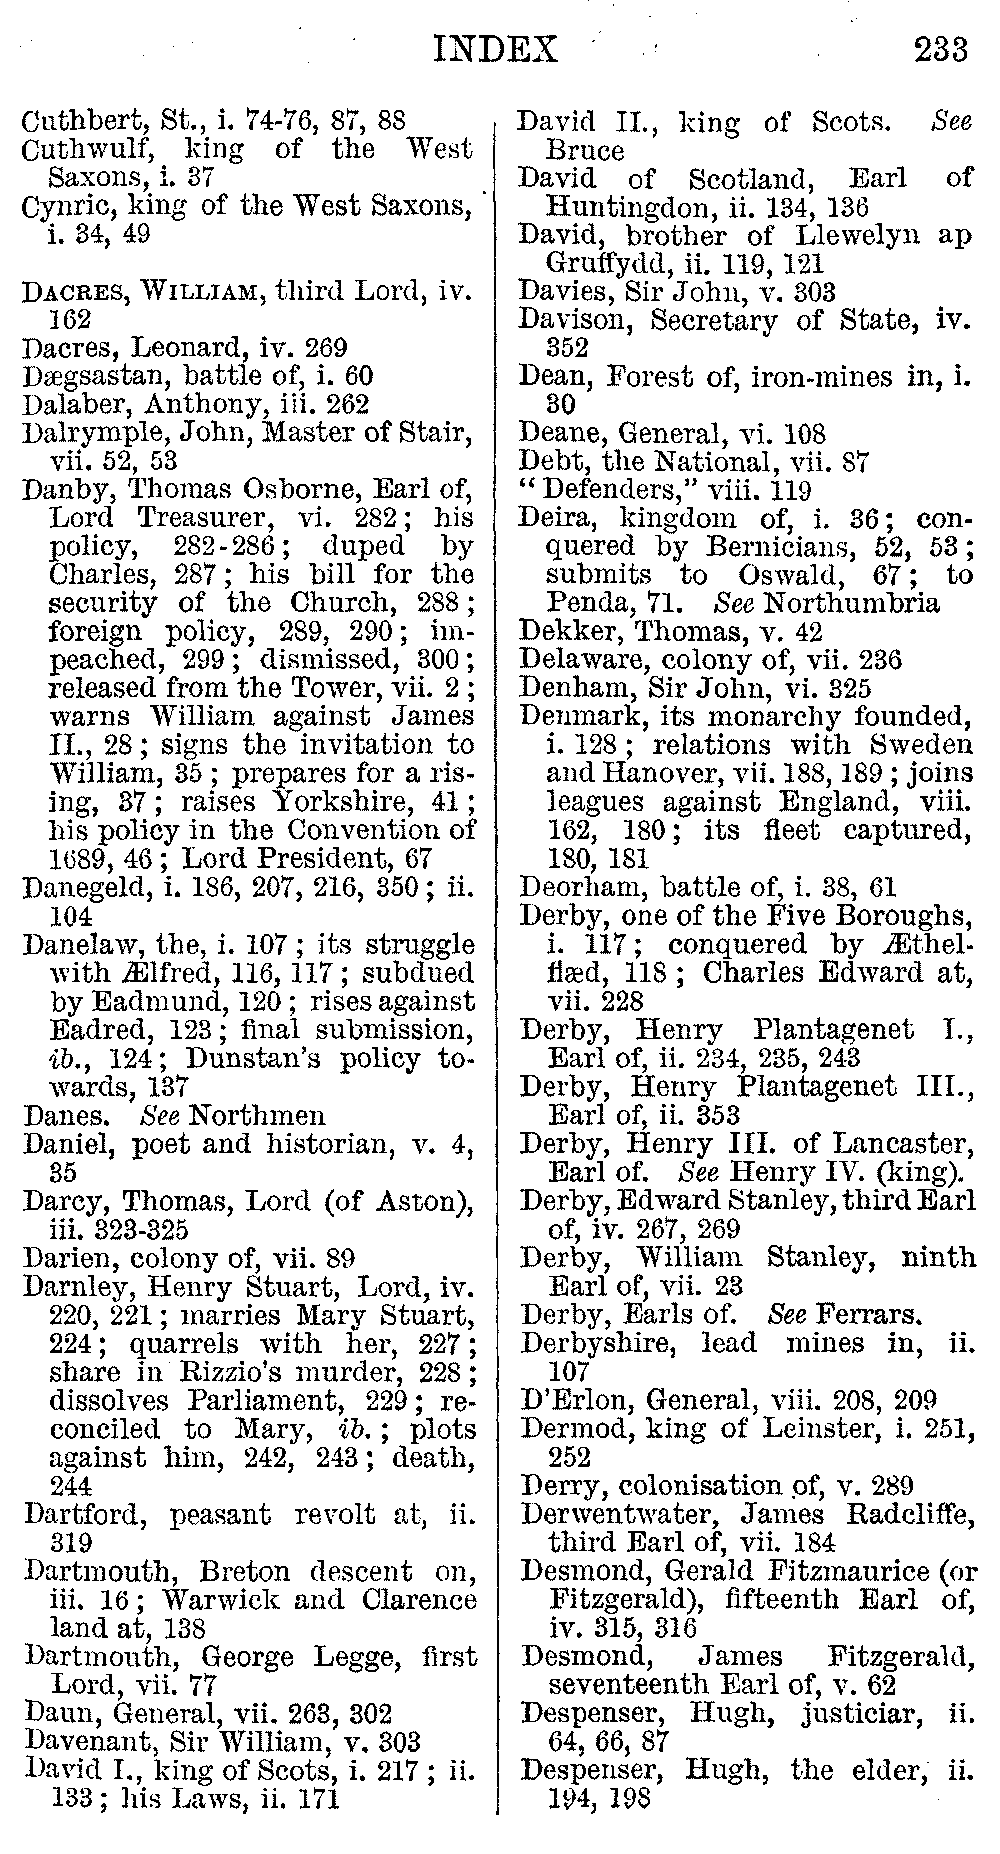 INDEX 233
Cuthbert, St., i. 74-76, 87, 88
Cuthwulf, king of the West
Saxons, i. 37
Cynric, king of the West Saxons,
i. 34, 49
DACRES, WILLIAM, third Lord, iv.
162
Dacres, Leonard, iv. 269
Dægsastan, battle of, i. 60
Dalaber, Anthony, iii. 262
Dalrymple, John, Master of Stair,
vii. 52, 53
Danby, Thomas Osborne, Earl of,
Lord Treasurer, vi. 282; his
policy, 282-286; duped by
Charles, 287; his bill for the
security of the Church, 288;
foreign policy, 289, 290; im-
peached, 299; dismissed, 300;
released from the Tower, vii. 2;
warns William against James
II., 28; signs the invitation to
William, 35; prepares for a ris-
ing, 37; raises Yorkshire, 41;
his policy in the Convention of
1689, 46; Lord President, 67
Danegeld, i. 186, 207, 216, 350; ii.
104
Danelaw, the, i. 107; its struggle
with Ælfred, 116, 117; subdued
by Eadmund, 120; rises against
Eadred, 123; final submission,
ib., 124; Dunstan's policy to-
wards, 137
Danes. See Northmen
Daniel, poet and historian, v. 4,
35
Darcy, Thomas, Lord (of Aston),
iii. 323-325
Darien, colony of, vii. 89
Darnley, Henry Stuart, Lord, iv.
220, 221; marries Mary Stuart,
224; quarrels with her, 227;
share in Rizzio's murder, 228;
dissolves Parliament, 229; re-
conciled to Mary, ib.; plots
against him, 242, 243; death,
244
Dartford, peasant revolt at, ii.
319
Dartmouth, Breton descent on,
iii. 16; Warwick and Clarence
land at, 138
Dartmouth, George Legge, first
Lord, vii. 77
Daun, General, vii. 263, 302
Davenant, Sir William, v. 303
David I., king of Scots, i. 217; ii.
133; his Laws, ii. 171
David II., king of Scots. See
Bruce
David of Scotland, Earl of
Huntingdon, ii. 134, 136
David, brother of Llewelyn ap
Gruffydd, ii. 119, 121
Davies, Sir John, v. 303
Davison, Secretary of State, iv.
352
Dean, Forest of, iron-mines in, i.
30
Deane, General, vi. 108
Debt, the National, vii. 87
"Defenders," viii. 119
Deira, kingdom of, i. 36; con-
quered by Bernicians, 52, 53;
submits to Oswald, 67; to
Penda, 71. See Northumbria
Dekker, Thomas, v. 42
Delaware, colony of, vii. 236
Denham, Sir John, vi. 325
Denmark, its monarchy founded,
i. 128; relations with Sweden
and Hanover, vii. 188, 189; joins
leagues against England, viii.
162, 180; its fleet captured,
180, 181
Deorham, battle of, i. 38, 61
Derby, one of the Five Boroughs,
i. 117; conquered by Æthel-
flæd, 118; Charles Edward at,
vii. 228
Derby, Henry Plantagenet I.,
Earl of, ii. 234, 235, 243
Derby, Henry Plantagenet III.,
Earl of, ii. 353
Derby, Henry III. of Lancaster,
Earl of. See Henry IV. (king).
Derby, Edward Stanley, third Earl
of, iv. 267, 269
Derby, William Stanley, ninth
Earl of, vii. 23
Derby, Earls of. See Ferrars.
Derbyshire, lead mines in, ii.
107
D'Erlon, General, viii. 208, 209
Dermod, king of Leinster, i. 251,
252
Derry, colonisation of, v. 289
Derwentwater, James Radcliffe,
third Earl of, vii. 184
Desmond, Gerald Fitzmaurice (or
Fitzgerald), fifteenth Earl of,
iv. 315, 316
Desmond, James Fitzgerald,
seventeenth Earl of, v. 62
Despenser, Hugh, justiciar, ii.
64, 66, 87
Despenser, Hugh, the elder, ii.
194, 198